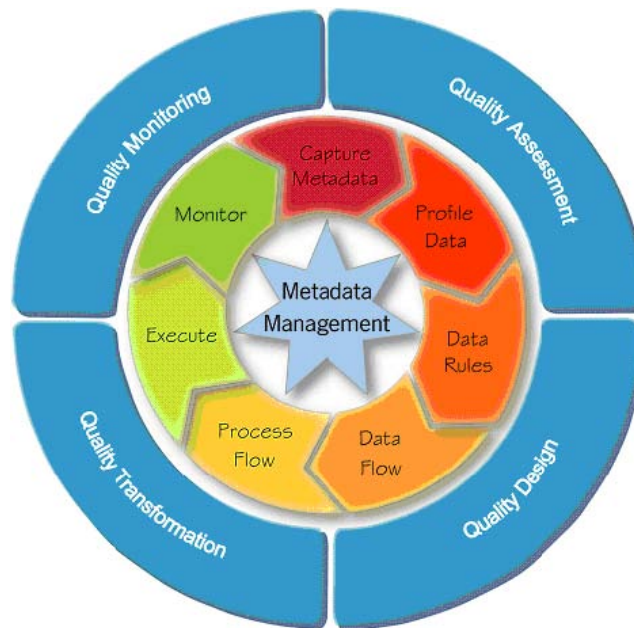 Quality Monitoring
Quality Assessment
Capture
Metadata
Monitor
Profile
Data
Metadata
Management
Execute
Data
Rules
Process
Flow
Data
Flow
Quality Transformation
Quality Design